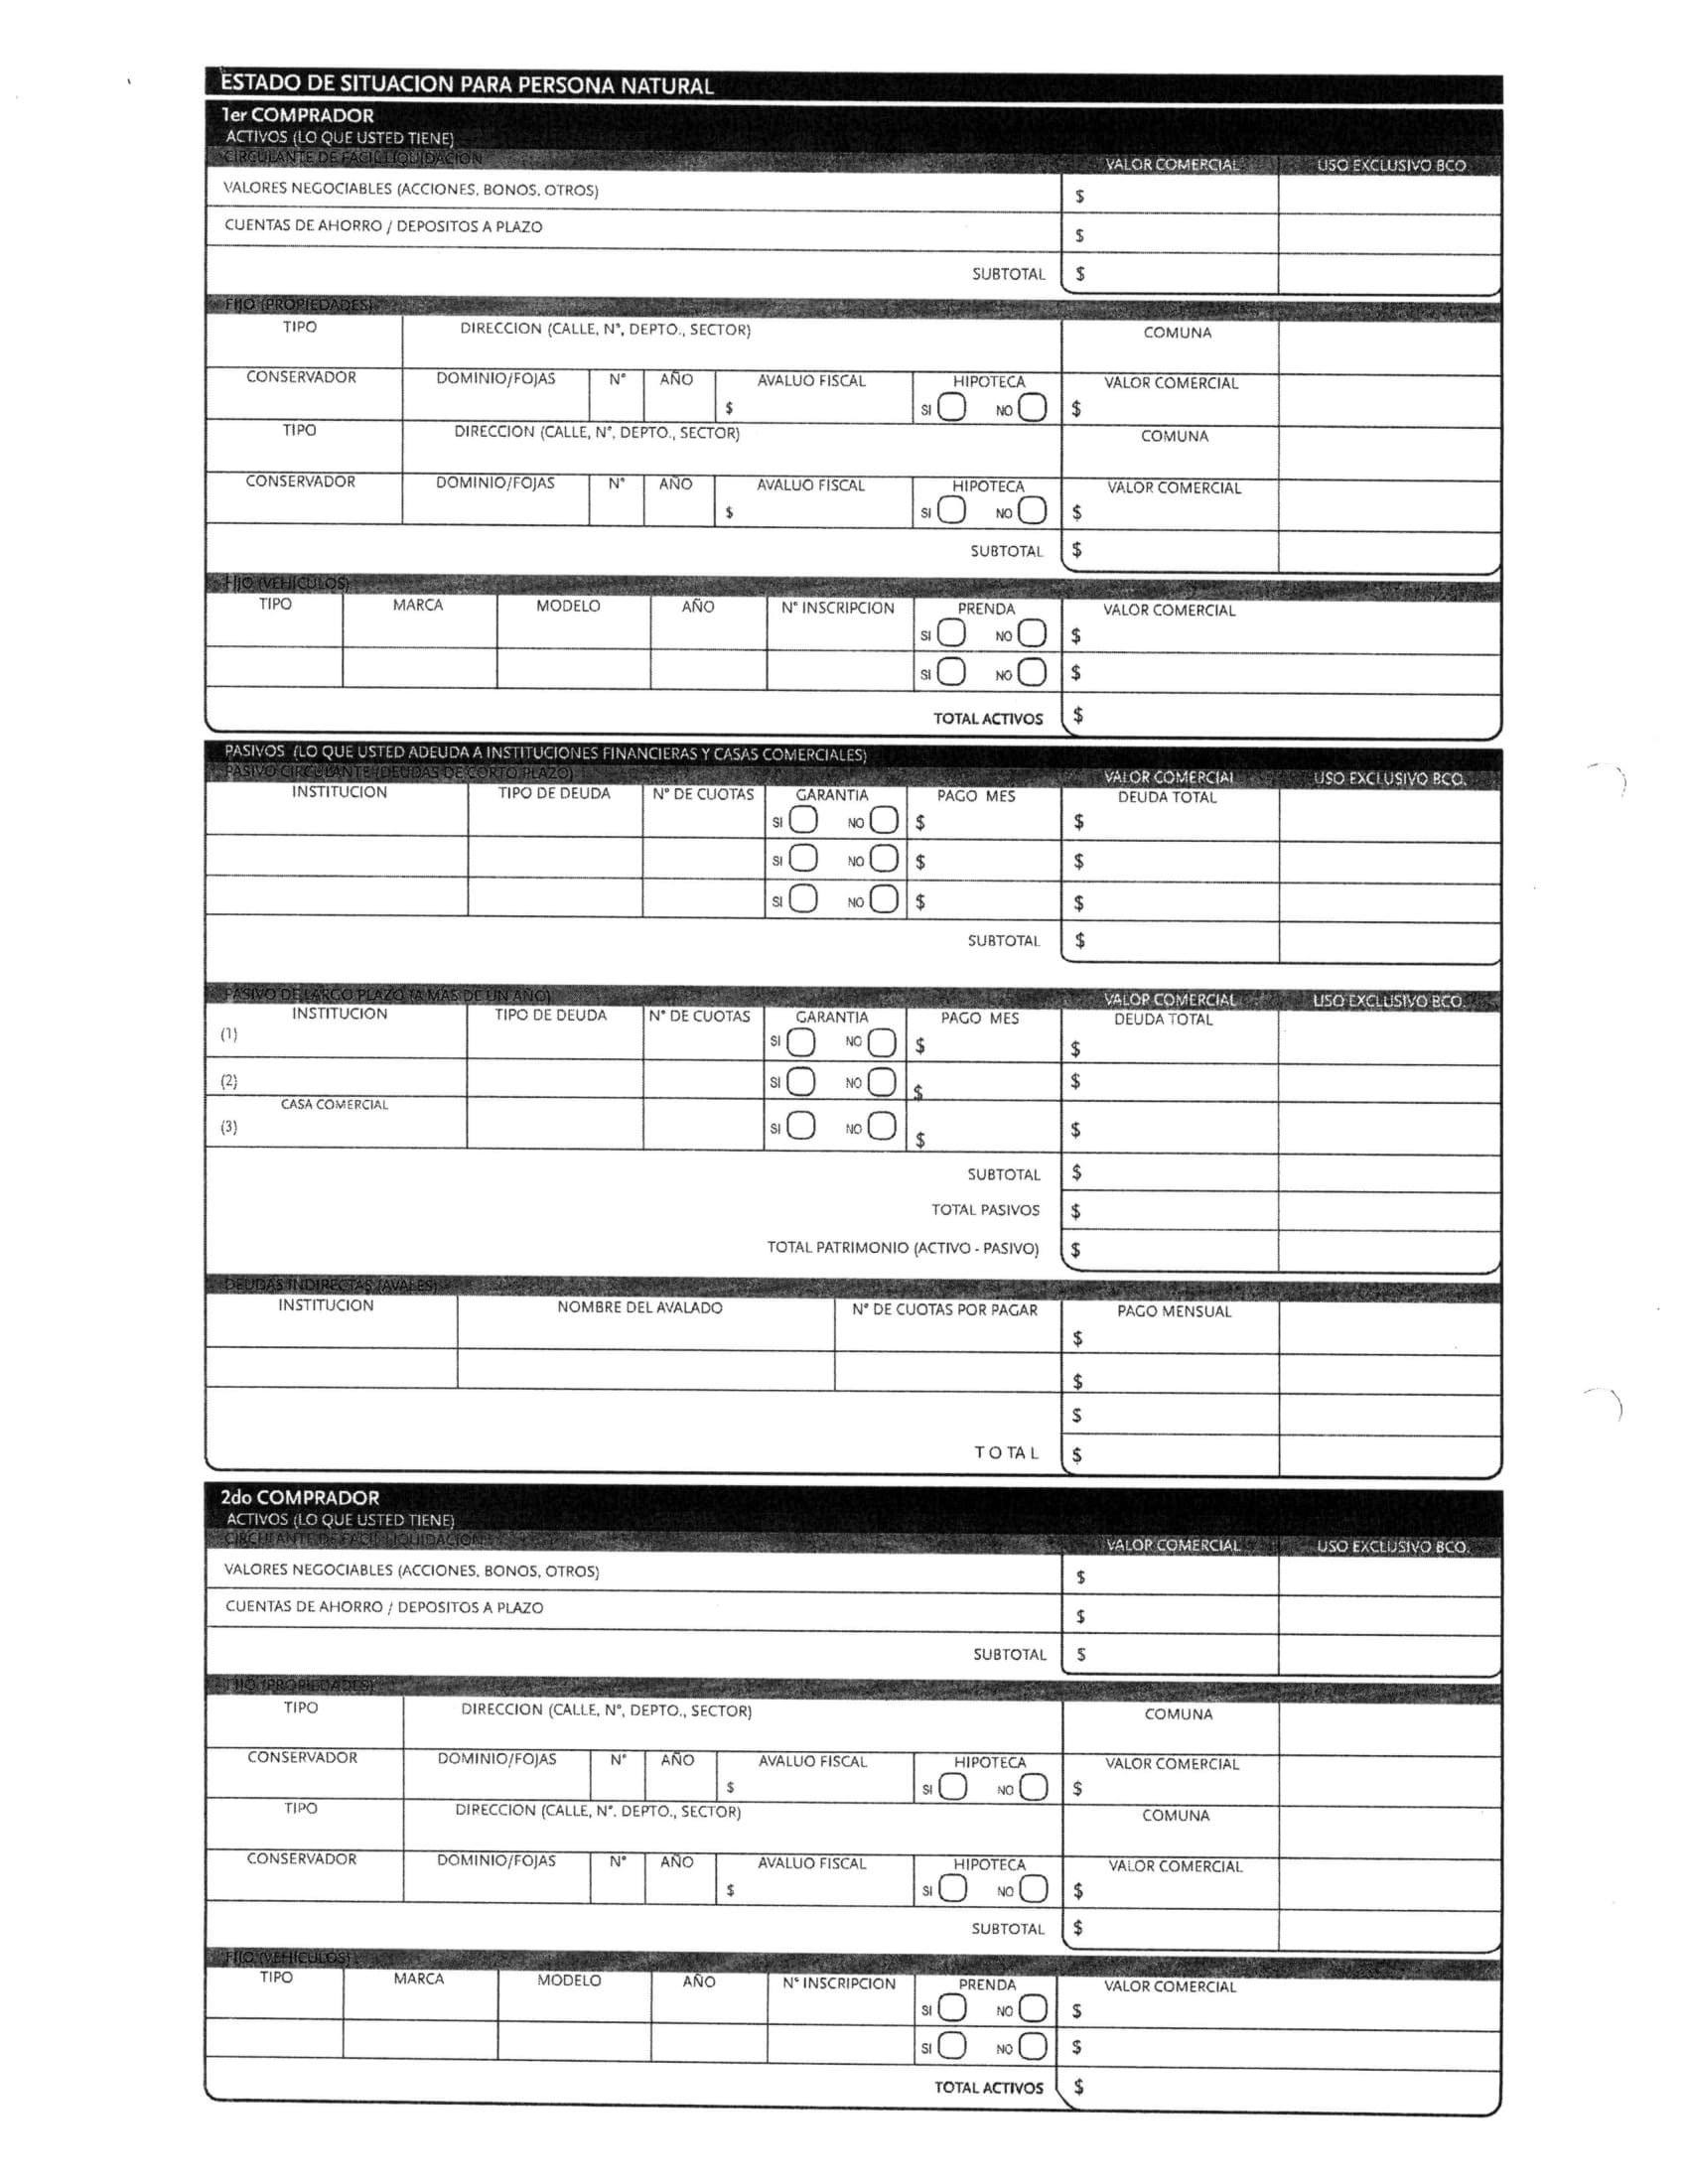 ESTADO DE SITUACION PARA PERSONA NATURAL
1er COMPRADOR
ACTIVOS (LO QUE USTED TIENE)
CIRCULANTE DE FACIL LIQUIDACION VALOR COMERCIAL USO EXCLUSIVO BCO.
VALORES NEGOCIABLES (ACCIONES, BONOS, OTROS) $
CUENTAS DE AHORRO / DEPOSITOS A PLAZO $
SUBTOTAL $
FIJO (PROPIEDADES)
TIPO DIRECCION (CALLE, N°, DEPTO., SECTOR) COMUNA
CONSERVADOR DOMINIO/FOJAS N° AÑO AVALUO FISCAL HIPOTECA VALOR COMERCIAL
$ SI NO $
TIPO DIRECCION (CALLE, N°, DEPTO., SECTOR) COMUNA
CONSERVADOR DOMINIO/FOJAS N° AÑO AVALUO FISCAL HIPOTECA VALOR COMERCIAL
$ SI NO $
SUBTOTAL $
FIJO (VEHICULOS)
TIPO MARCA MODELO AÑO N° INSCRIPCION PRENDA VALOR COMERCIAL
SI NO $
SI NO $
TOTAL ACTIVOS $
PASIVOS (LO QUE USTED ADEUDA A INSTITUCIONES FINANCIERAS Y CASAS COMERCIALES)
PASIVO CIRCULANTE (DEUDAS DE CORTO PLAZO) VALOR COMERCIAL USO EXCLUSIVO BCO.
INSTITUCION TIPO DE DEUDA N° DE CUOTAS GARANTIA PAGO MES DEUDA TOTAL
SI NO $ $
SI NO $ $
SI NO $ $
SUBTOTAL $
PASIVO DE LARGO PLAZO (A MAS DE UN AÑO) VALOR COMERCIAL USO EXCLUSIVO BCO.
INSTITUCION TIPO DE DEUDA N° DE CUOTAS GARANTIA PAGO MES DEUDA TOTAL
(1) SI NO $ $
(2) SI NO $ $
CASA COMERCIAL
(3) SI NO $ $
SUBTOTAL $
TOTAL PASIVOS $
TOTAL PATRIMONIO (ACTIVO - PASIVO) $
DEUDAS INDIRECTAS (AVALES)
INSTITUCION NOMBRE DEL AVALADO N° DE CUOTAS POR PAGAR PAGO MENSUAL
$
$
$
TOTAL $
2do COMPRADOR
ACTIVOS (LO QUE USTED TIENE)
CIRCULANTE DE FACIL LIQUIDACION VALOR COMERCIAL USO EXCLUSIVO BCO.
VALORES NEGOCIABLES (ACCIONES, BONOS, OTROS) $
CUENTAS DE AHORRO / DEPOSITOS A PLAZO $
SUBTOTAL $
FIJO (PROPIEDADES)
TIPO DIRECCION (CALLE, N°, DEPTO., SECTOR) COMUNA
CONSERVADOR DOMINIO/FOJAS N° AÑO AVALUO FISCAL HIPOTECA VALOR COMERCIAL
$ SI NO $
TIPO DIRECCION (CALLE, N°, DEPTO., SECTOR) COMUNA
CONSERVADOR DOMINIO/FOJAS N° AÑO AVALUO FISCAL HIPOTECA VALOR COMERCIAL
$ SI NO $
SUBTOTAL $
FIJO (VEHICULOS)
TIPO MARCA MODELO AÑO N° INSCRIPCION PRENDA VALOR COMERCIAL
SI NO $
SI NO $
TOTAL ACTIVOS $